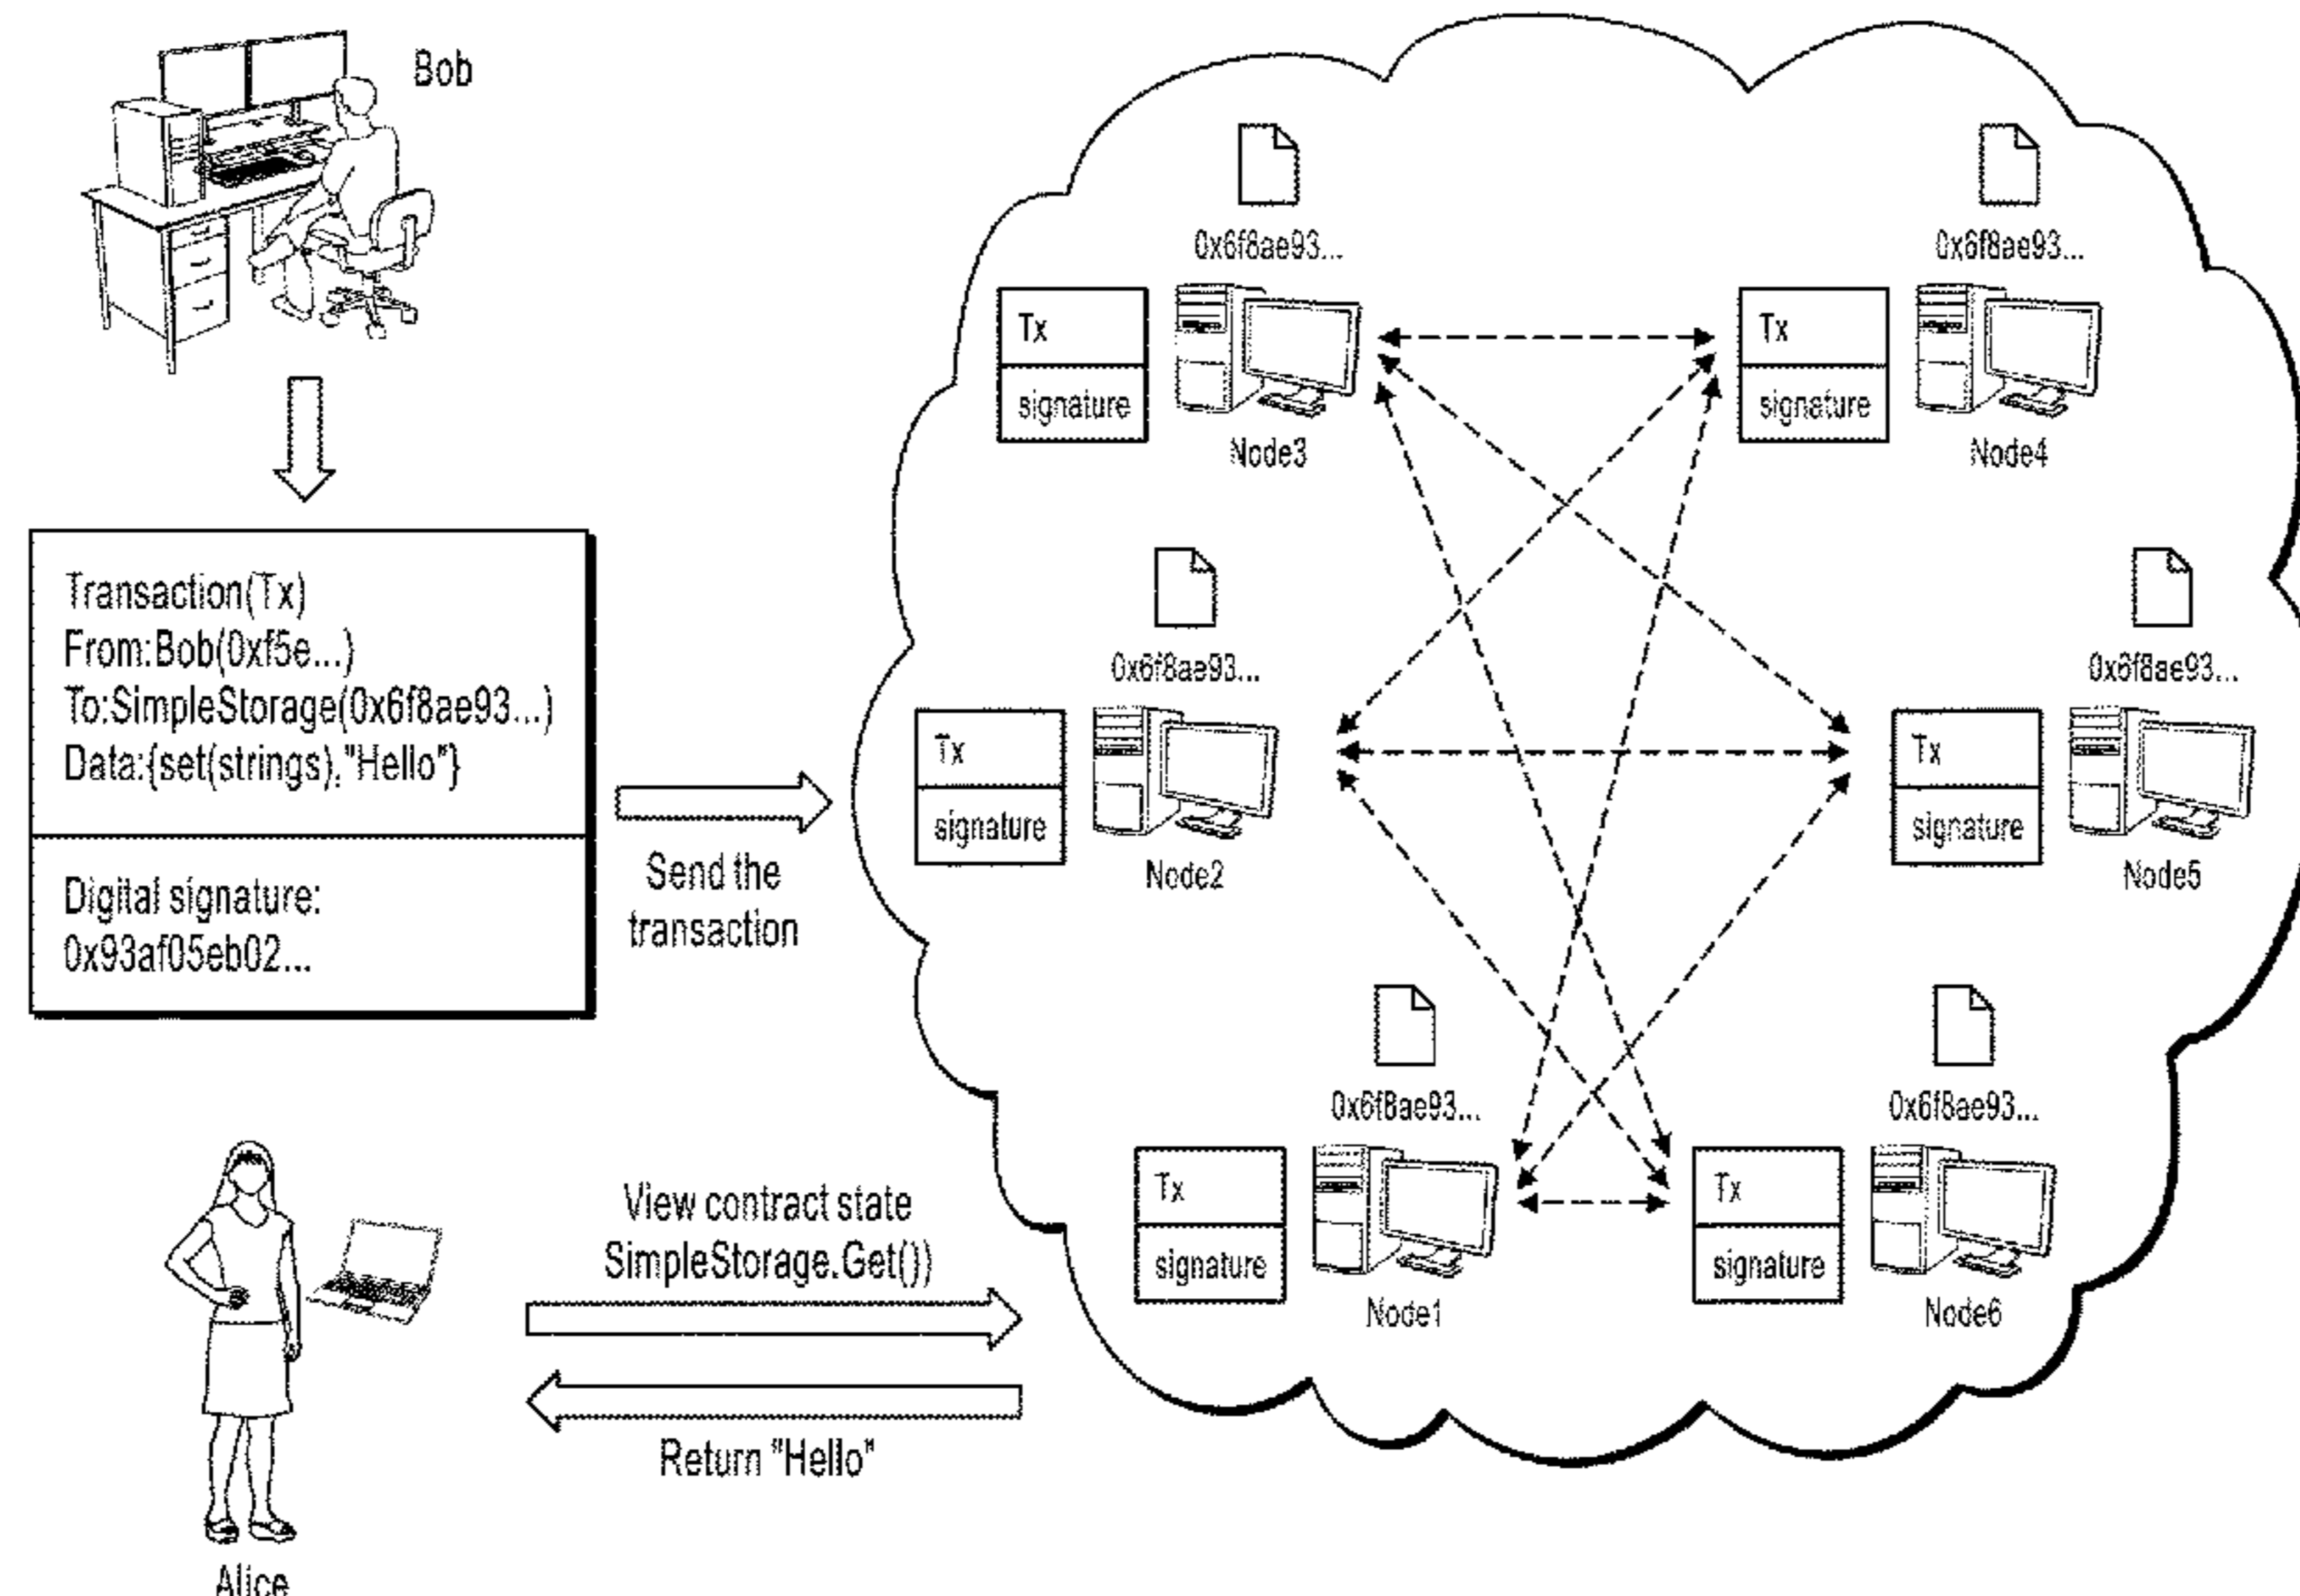 Bob
Transaction(Tx)
From:Bob(0xf5e...)
To:SimpleStorage(0x6f8ae93...)
Data:{set(strings),"Hello"}
Digital signature:
0x93af05eb02...
Send the
transaction
0x6f8ae93...
Tx
signature
Node3
0x6f8ae93...
Tx
signature
Node4
0x6f8ae93...
Tx
signature
Node2
0x6f8ae93...
Tx
signature
Node5
0x6f8ae93...
Tx
signature
Node1
0x6f8ae93...
Tx
signature
Node6
View contract state
SimpleStorage.Get())
Return "Hello"
Alice